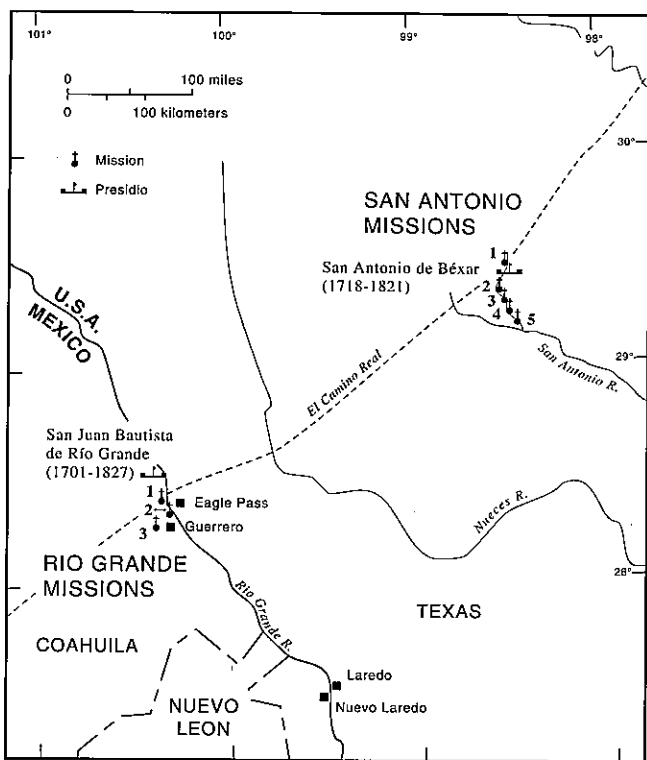 101°
100°
99°
98°
0 100 miles
0 100 kilometers
Mission
Presidio
30°
SAN ANTONIO
MISSIONS
1
San Antonio de Béxar
(1718-1821)
2
3
4
5
U.S.A.
MEXICO
29°
San Antonio R.
El Camino Real
San Juan Bautista
de Río Grande
(1701-1827)
1
Eagle Pass
2
Guerrero
3
Nueces R.
28°
RIO GRANDE
MISSIONS
Rio Grande R.
TEXAS
COAHUILA
Laredo
NUEVO
LEON
Nuevo Laredo